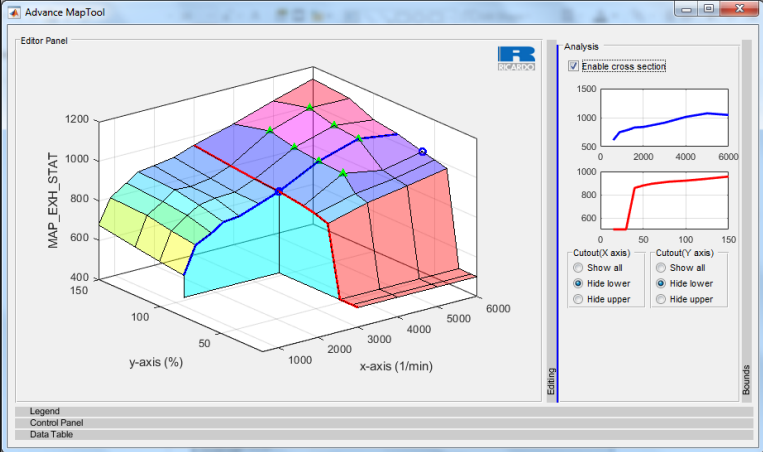 Advance MapTool
Editor Panel
RICARDO
MAP_EXH_STAT
1200
1000
800
600
400
150
100
50
y-axis (%)
1000
2000
3000
4000
5000
6000
x-axis (1/min)
Editing
Analysis
Enable cross section
1500
1000
500
0
2000
4000
6000
1000
800
600
0
50
100
150
Cutout(X axis)
Show all
Hide lower
Hide upper
Cutout(Y axis)
Show all
Hide lower
Hide upper
Bounds
Legend
Control Panel
Data Table